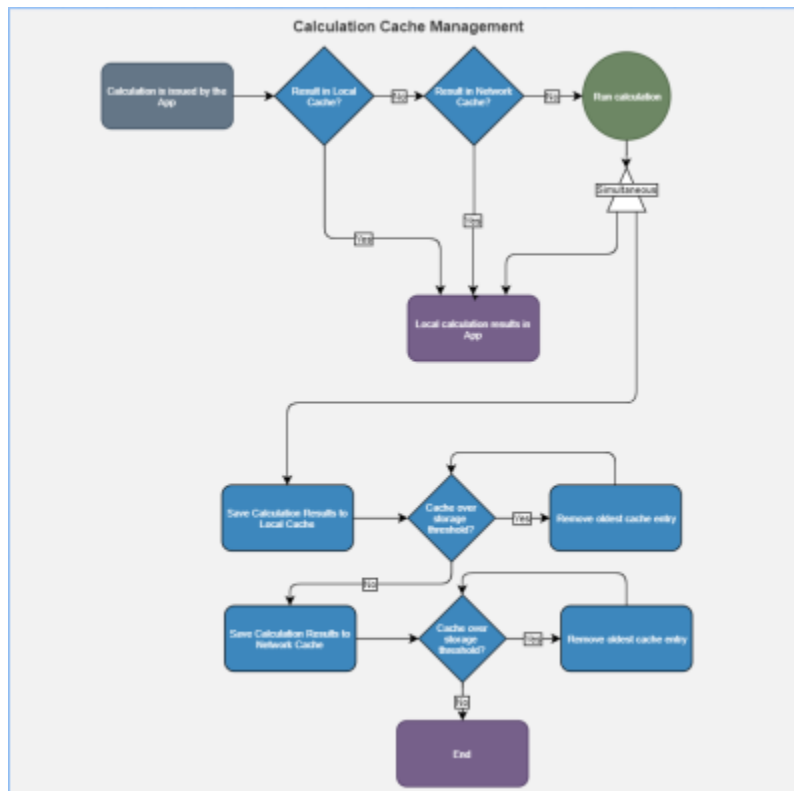 Calculation Cache Management
Calculation is issued by the
App
Result in Local
Cache?
No
Result in Network
Cache?
No
Run calculation
Simultaneous
Yes
Yes
Local calculation results in
App
Save Calculation Results to
Local Cache
Cache over
storage
threshold?
Yes
Remove oldest cache entry
No
Save Calculation Results to
Network Cache
Cache over
storage
threshold?
Yes
Remove oldest cache entry
No
End